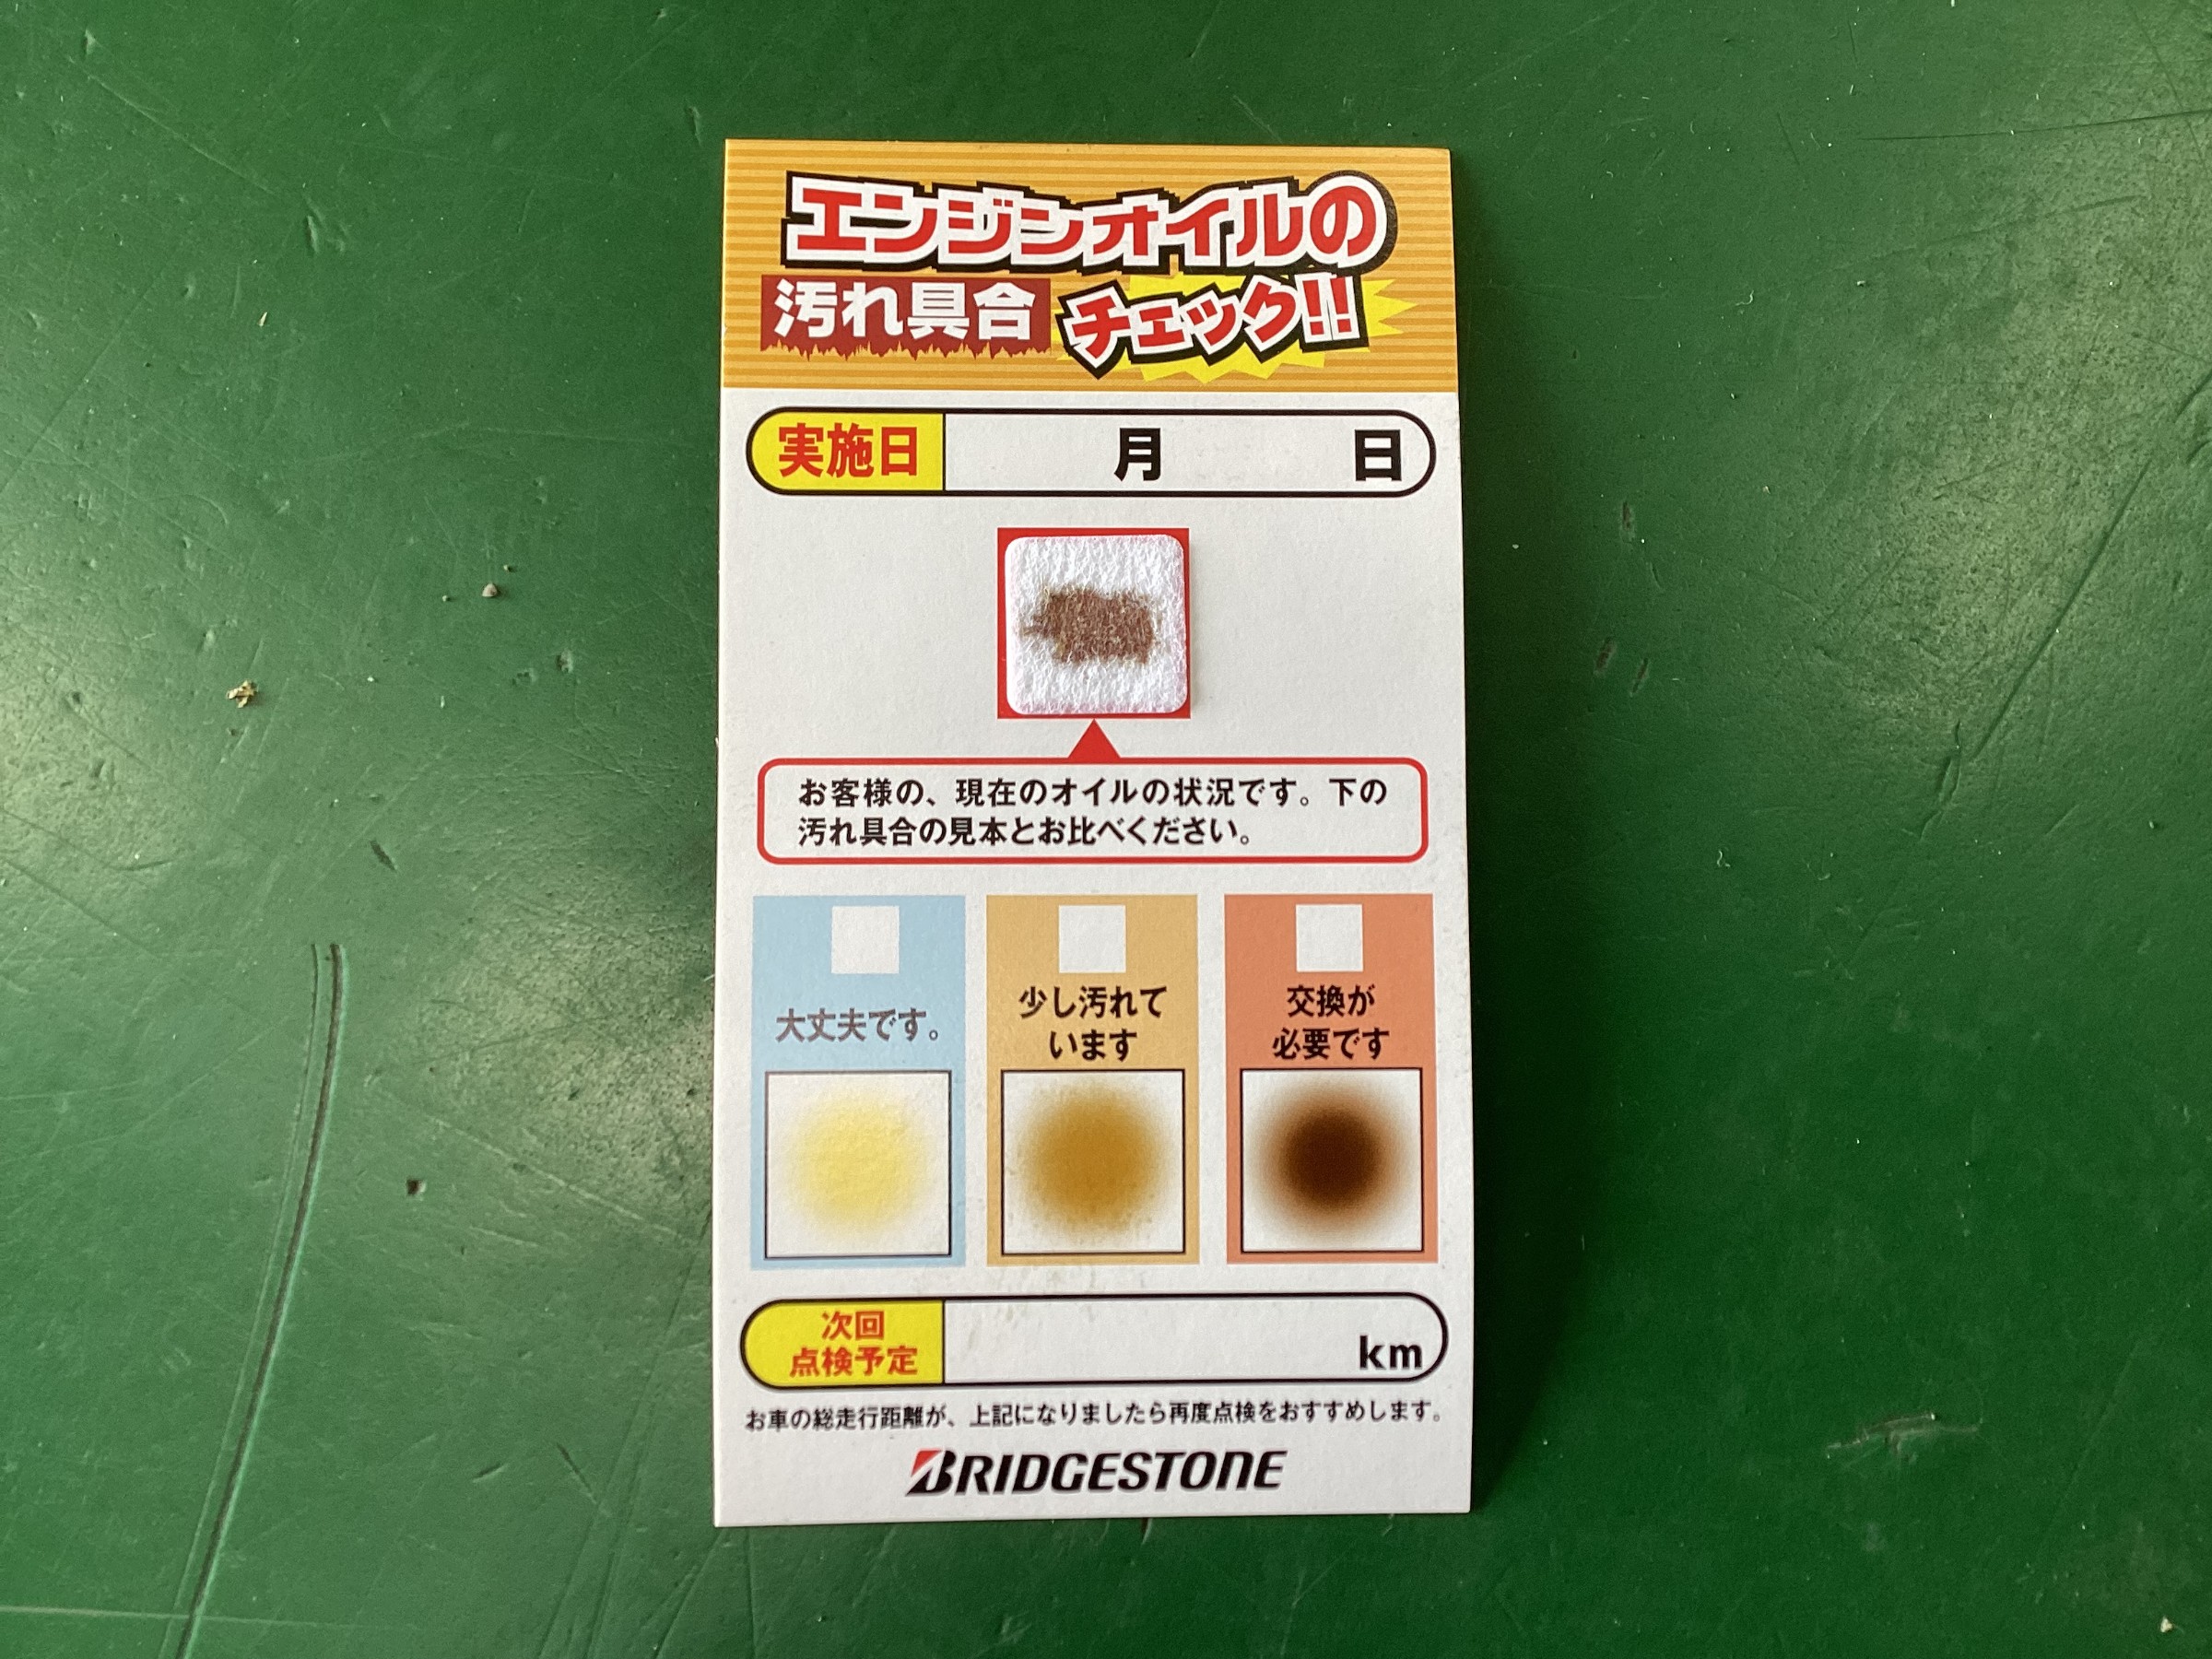 エンジンオイルの
汚れ具合 チェック!!
実施日 月 日
お客様の、現在のオイルの状況です。下の
汚れ具合の見本とお比べください。
大丈夫です。
少し汚れて
います
交換が
必要です
次回
点検予定
km
お車の総走行距離が、上記になりましたら再度点検をおすすめします。
BRIDGESTONE